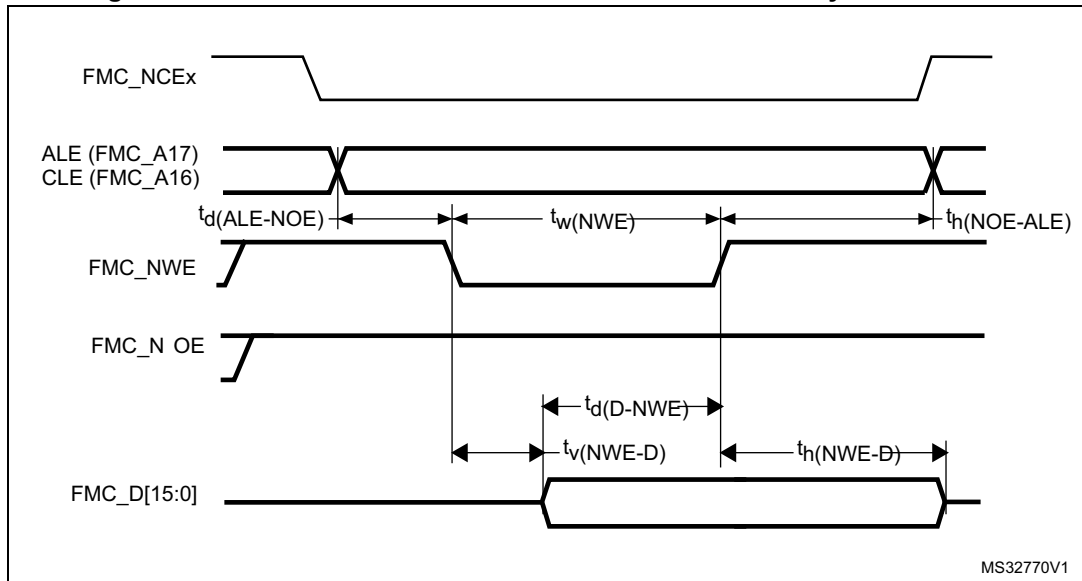 FMC_NCEx
ALE (FMC_A17)
CLE (FMC_A16)
td(ALE-NOE) tw(NWE) th(NOE-ALE)
FMC_NWE
FMC_N OE
td(D-NWE)
tv(NWE-D) th(NWE-D)
FMC_D[15:0]
MS32770V1